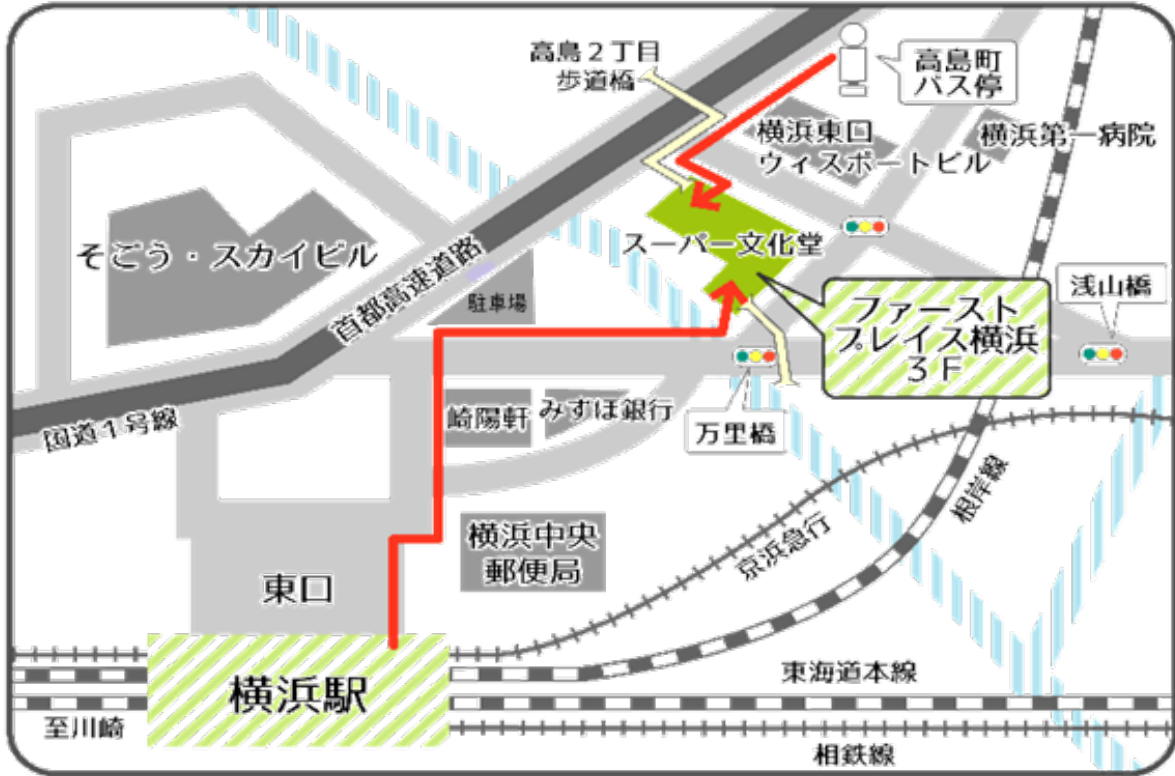 高島２丁目
歩道橋
高島町
バス停
横浜東口
ウィスポートビル
横浜第一病院
そごう・スカイビル
首都高速道路
駐車場
スーパー文化堂
ファースト
プレイス横浜
３Ｆ
浅山橋
国道１号線
崎陽軒
みずほ銀行
万里橋
横浜中央
郵便局
京浜急行
根岸線
東口
横浜駅
東海道本線
至川崎
相鉄線